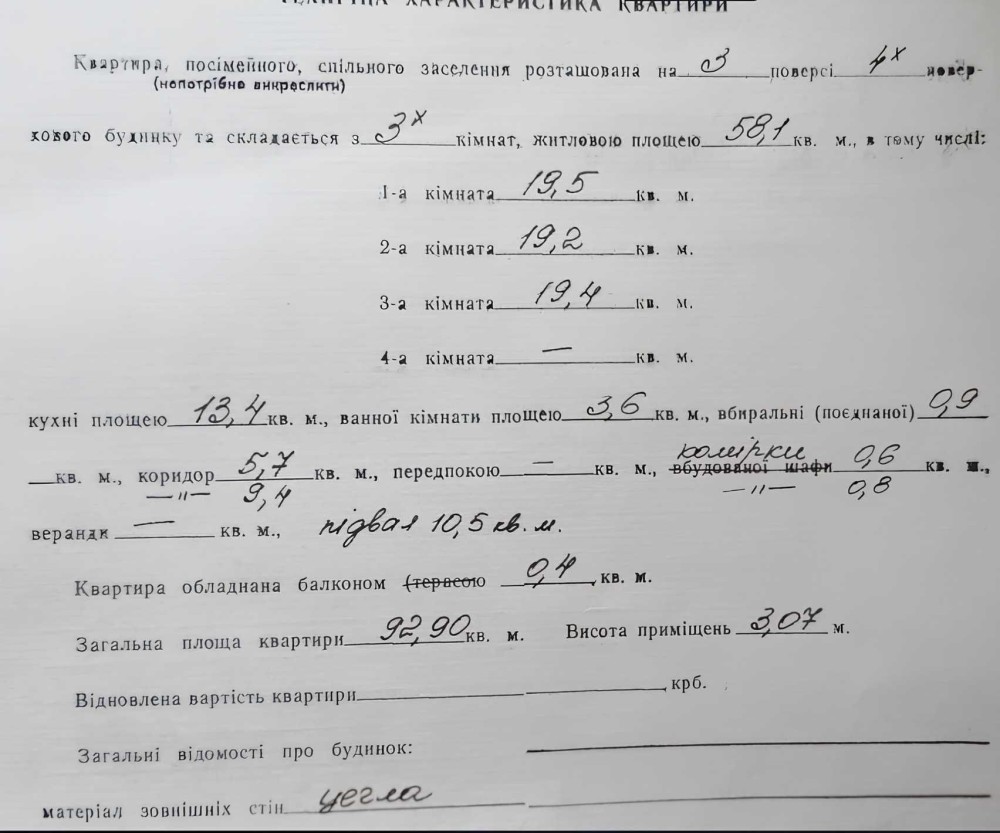 ТЕХНІЧНА ХАРАКТЕРИСТИКА КВАРТИРИ
Квартира, посімейного, спільного заселення розташована на 3 поверсі 4х повер-
(непотрібне викреслити)
хового будинку та складається з 3х кімнат, житловою площею 58,1 кв. м., в тому числі:
1-а кімната 19,5 кв. м.
2-а кімната 19,2 кв. м.
3-а кімната 19,4 кв. м.
4-а кімната — кв. м.
кухні площею 13,4 кв. м., ванної кімнати площею 3,6 кв. м., вбиральні (поєднаної) 0,9
комірки
кв. м., коридор 5,7 кв. м., передпокою — кв. м., вбудованої шафи 0,6 кв. м.,
—"— 9,4 —"— 0,8
веранди — кв. м., підвал 10,5 кв. м.
Квартира обладнана балконом (терасою 0,4 кв. м.
Загальна площа квартири 92,90 кв. м. Висота приміщень 3,07 м.
Відновлена вартість квартири крб.
Загальні відомості про будинок:
матеріал зовнішніх стін цегла